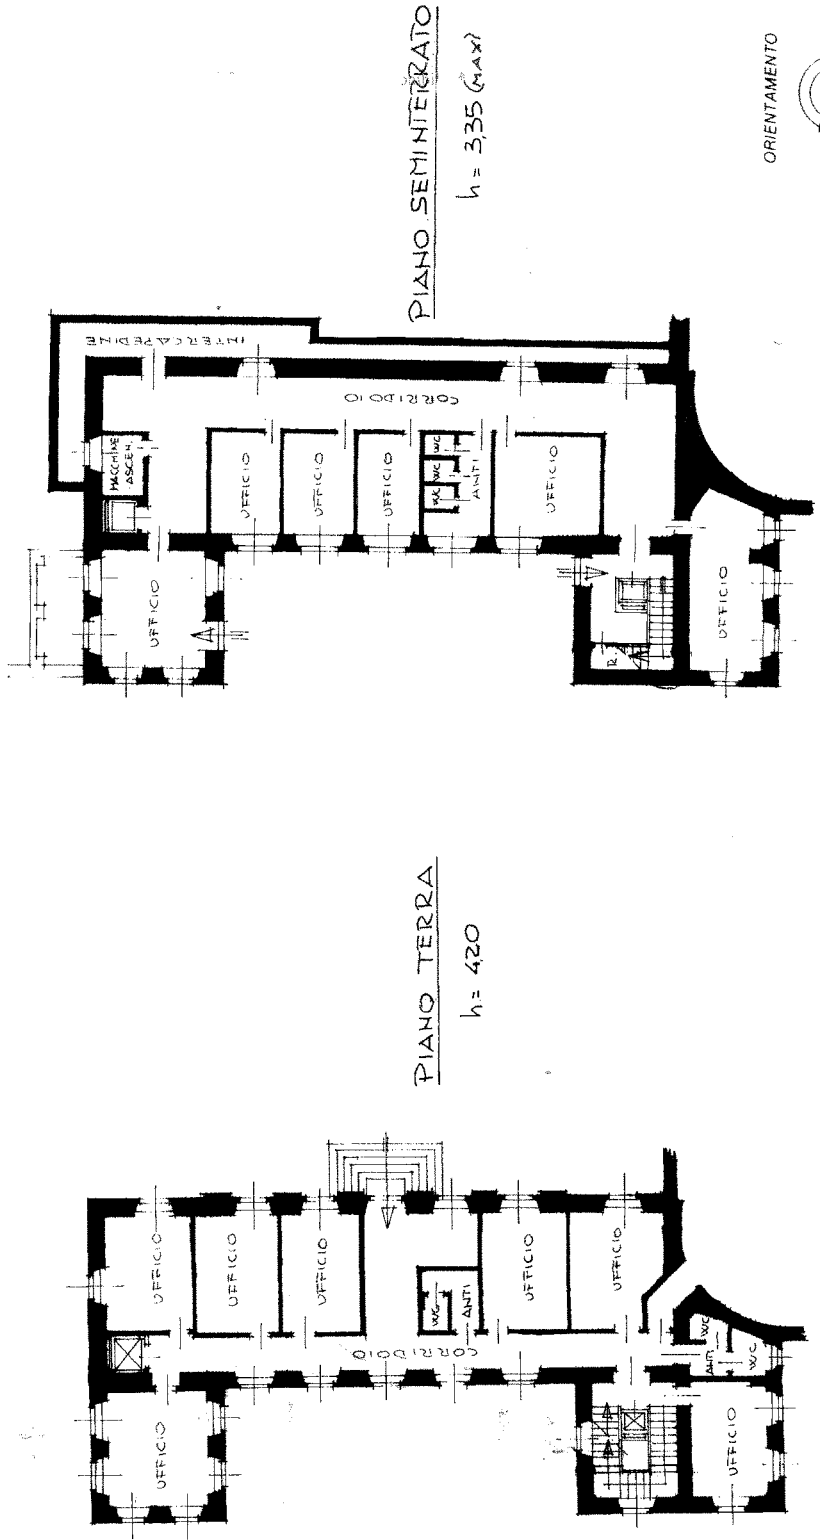 PIANO SEMINTERRATO
h = 3,35 (MAX)
ORIENTAMENTO
INTERCAPEDINE
CORRIDOIO
MACCHINE
ASCEN.
UFFICIO
UFFICIO
UFFICIO
WC
WC
WC
ANTI
UFFICIO
UFFICIO
R.
UFFICIO
PIANO TERRA
h = 4,20
UFFICIO
UFFICIO
UFFICIO
WC
ANTI
UFFICIO
UFFICIO
CORRIDOIO
WC
ANTI
WC
UFFICIO
UFFICIO